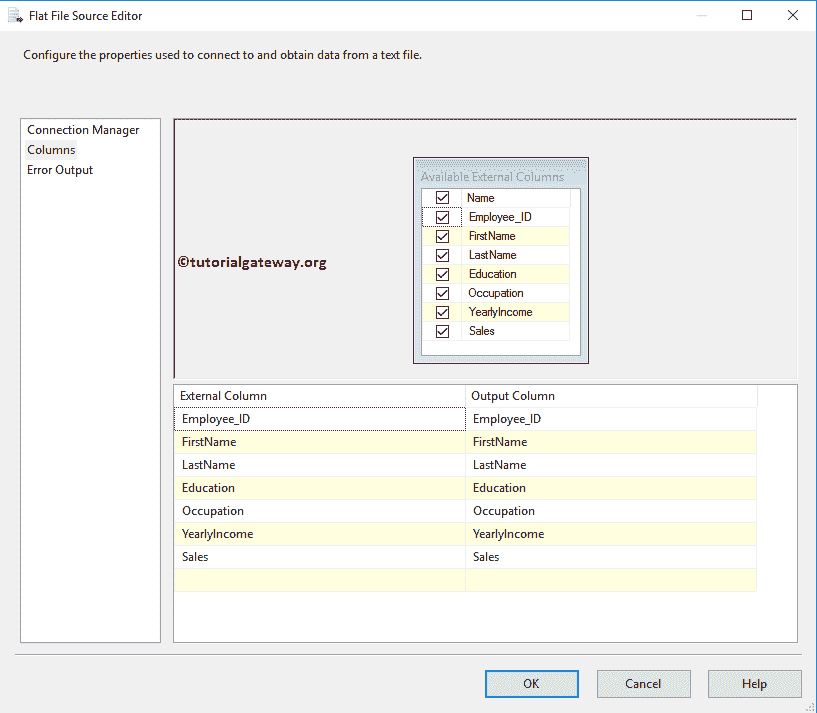 Flat File Source Editor
Configure the properties used to connect to and obtain data from a text file.
Connection Manager
Columns
Error Output
Available External Columns
Name
Employee_ID
FirstName
LastName
Education
Occupation
YearlyIncome
Sales
©tutorialgateway.org
External Column Output Column
Employee_ID Employee_ID
FirstName FirstName
LastName LastName
Education Education
Occupation Occupation
YearlyIncome YearlyIncome
Sales Sales
OK Cancel Help